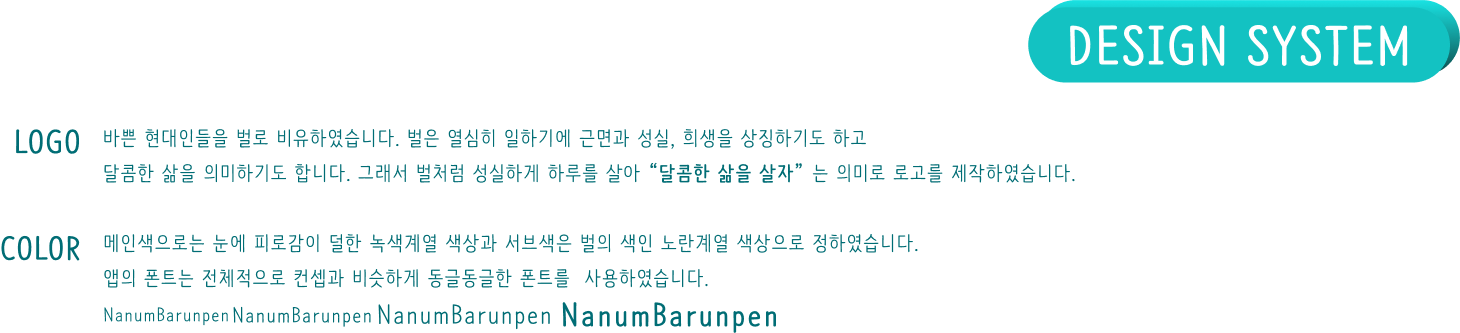 DESIGN SYSTEM
LOGO 바쁜 현대인들을 벌로 비유하였습니다. 벌은 열심히 일하기에 근면과 성실, 희생을 상징하기도 하고
달콤한 삶을 의미하기도 합니다. 그래서 벌처럼 성실하게 하루를 살아 “달콤한 삶을 살자” 는 의미로 로고를 제작하였습니다.
COLOR 메인색으로는 눈에 피로감이 덜한 녹색계열 색상과 서브색은 벌의 색인 노란계열 색상으로 정하였습니다.
앱의 폰트는 전체적으로 컨셉과 비슷하게 동글동글한 폰트를 사용하였습니다.
NanumBarunpen NanumBarunpen NanumBarunpen NanumBarunpen